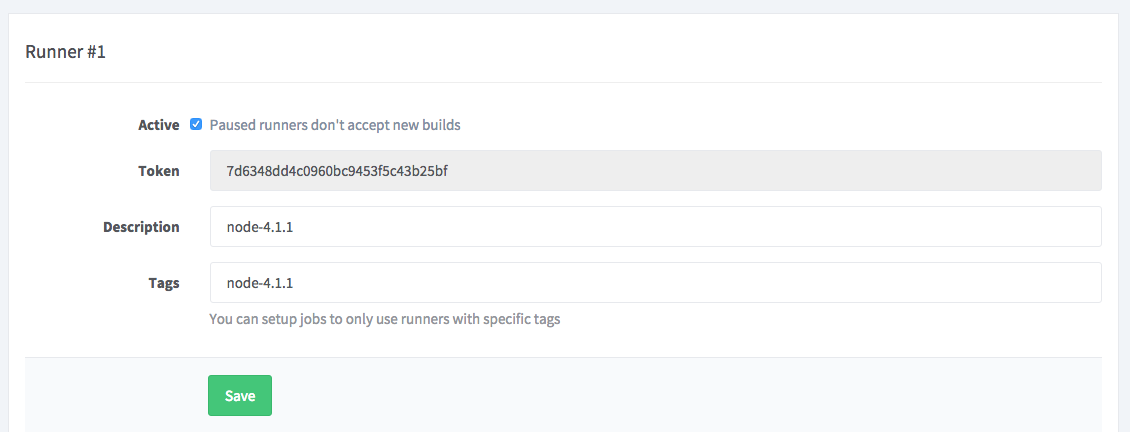 Runner #1
Active Paused runners don't accept new builds
Token 7d6348dd4c0960bc9453f5c43b25bf
Description node-4.1.1
Tags node-4.1.1
You can setup jobs to only use runners with specific tags
Save